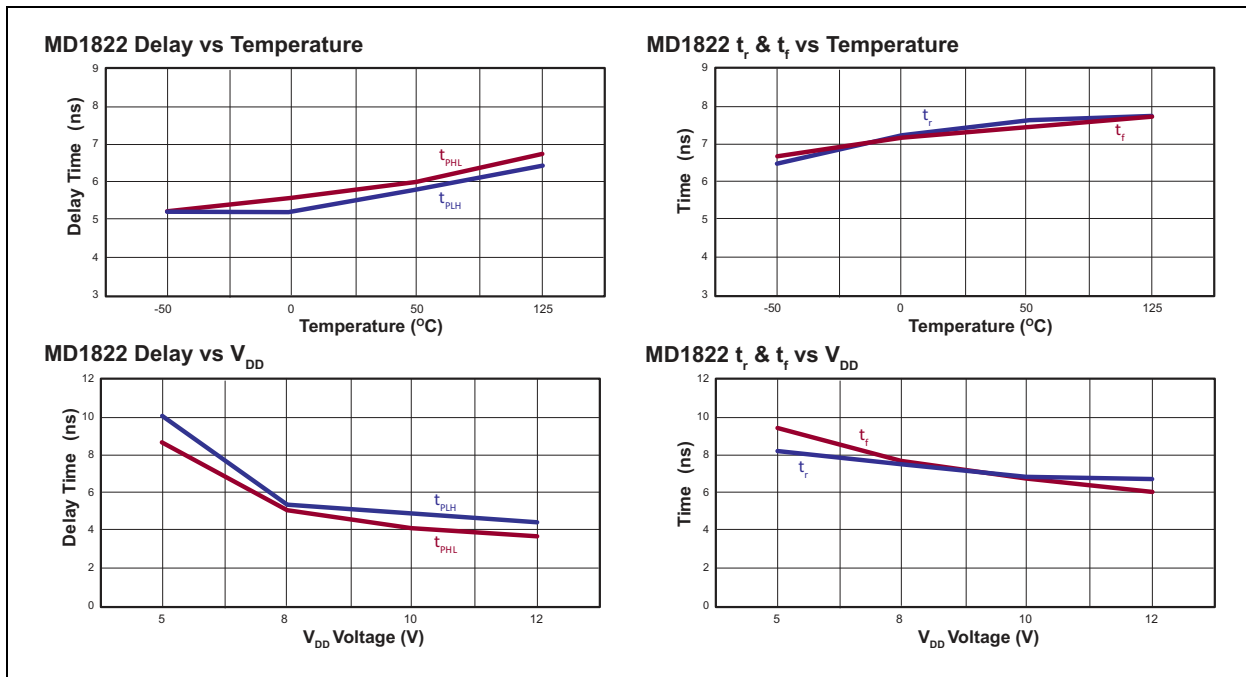 MD1822 Delay vs Temperature
9
8
7
6
5
4
3
Delay Time (ns)
tPHL
tPLH
-50
0
50
125
Temperature (OC)
MD1822 tr & tf vs Temperature
9
8
7
6
5
4
3
Time (ns)
tr
tf
-50
0
50
125
Temperature (OC)
MD1822 Delay vs VDD
12
10
8
6
4
2
0
Delay Time (ns)
tPLH
tPHL
5
8
10
12
VDD Voltage (V)
MD1822 tr & tf vs VDD
12
10
8
6
4
2
0
Time (ns)
tf
tr
5
8
10
12
VDD Voltage (V)